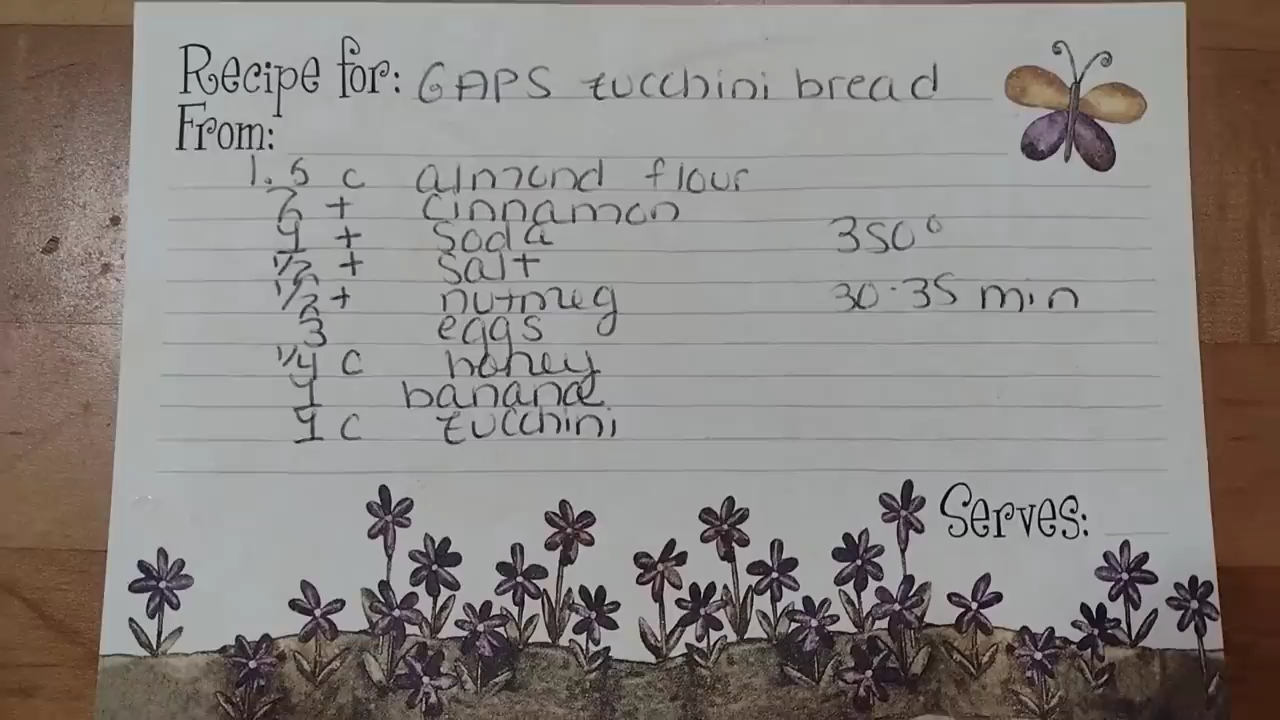 Recipe for: GAPS zucchini bread
From:
1.5 c almond flour
2 t cinnamon
1 t soda
350°
1/2 t salt
1/2 t nutmeg
30-35 min
3 eggs
1/4 c honey
1 banana
1 c zucchini
Serves: